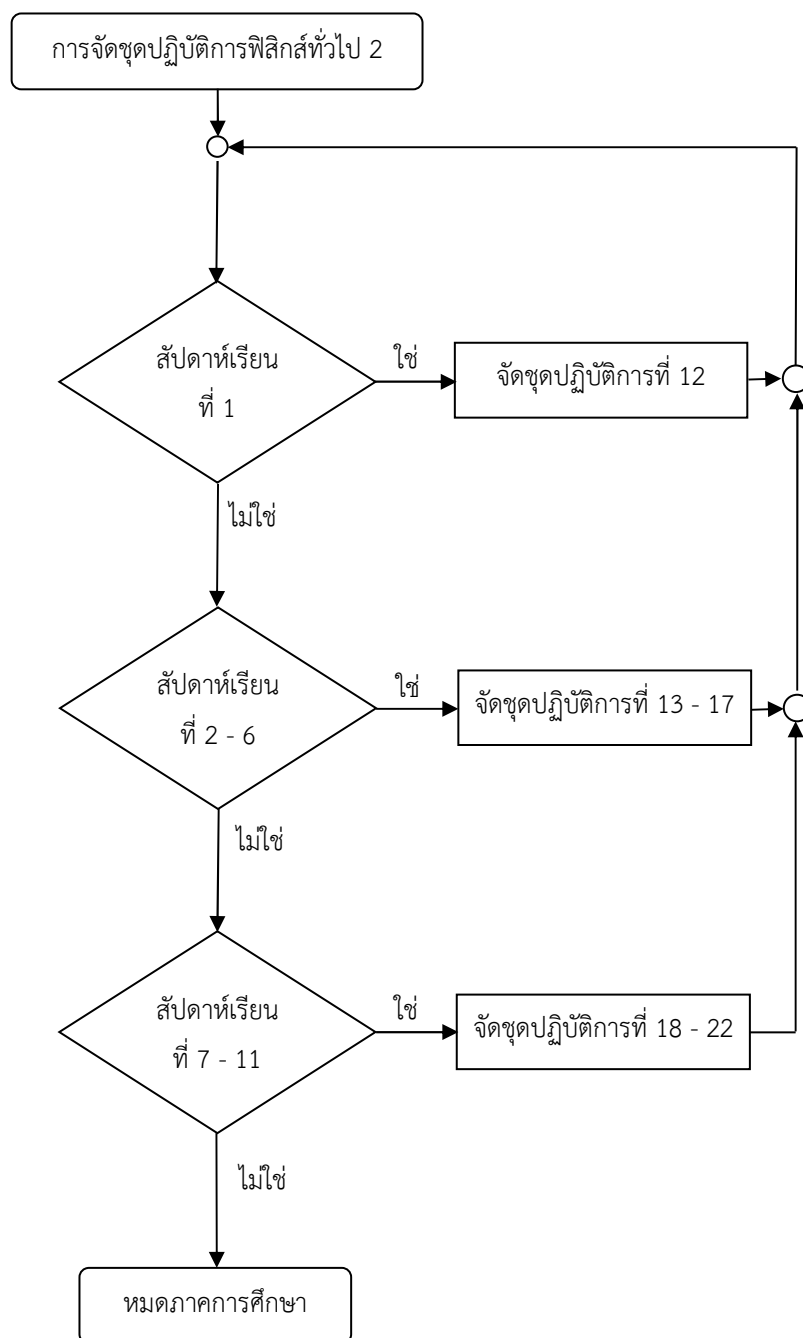 การจัดชุดปฏิบัติการฟิสิกส์ทั่วไป 2
สัปดาห์เรียน
ที่ 1
ใช่
จัดชุดปฏิบัติการที่ 12
ไม่ใช่
สัปดาห์เรียน
ที่ 2 - 6
ใช่
จัดชุดปฏิบัติการที่ 13 - 17
ไม่ใช่
สัปดาห์เรียน
ที่ 7 - 11
ใช่
จัดชุดปฏิบัติการที่ 18 - 22
ไม่ใช่
หมดภาคการศึกษา